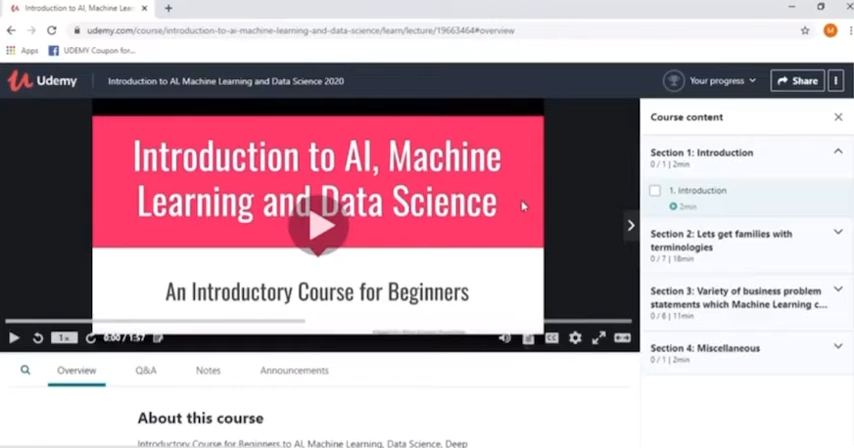 Introduction to AI, Machine Lea
udemy.com/course/introduction-to-ai-machine-learning-and-data-science/learn/lecture/19663464#overview
M
Apps
UDEMY Coupon for...
Udemy
Introduction to AI, Machine Learning and Data Science 2020
Your progress
Share
Introduction to AI, Machine
Learning and Data Science
An Introductory Course for Beginners
1x
0:00 / 1:57
CC
Course content
Section 1: Introduction
0 / 1 | 2min
1. Introduction
2min
Section 2: Lets get families with
terminologies
0 / 7 | 18min
Section 3: Variety of business problem
statements which Machine Learning c...
0 / 6 | 11min
Section 4: Miscellaneous
0 / 1 | 2min
Overview
Q&A
Notes
Announcements
About this course
Introductory Course for Beginners to AI, Machine Learning, Data Science, Deep